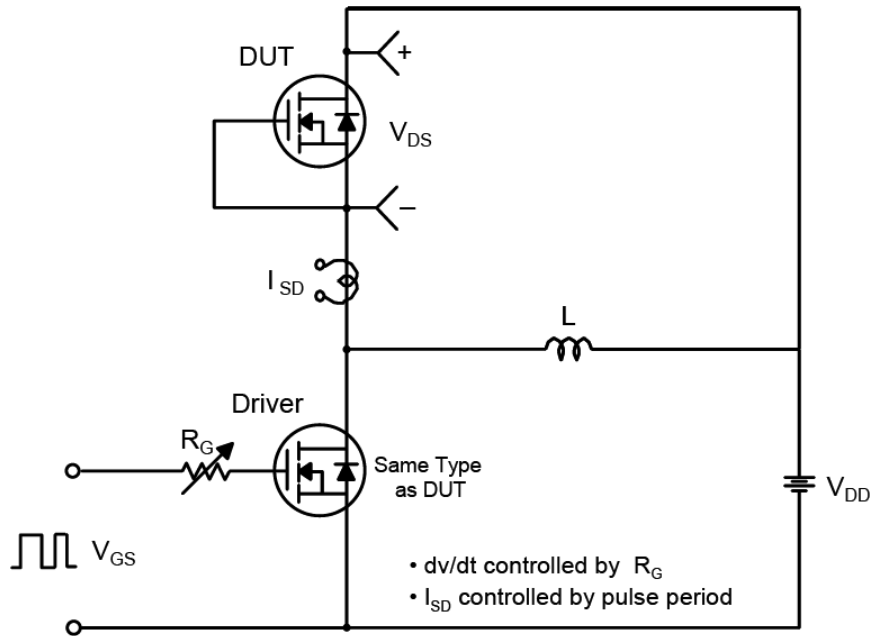 DUT
+
V_DS
–
I_SD
L
Driver
R_G
Same Type
as DUT
V_DD
V_GS
• dv/dt controlled by R_G
• I_SD controlled by pulse period